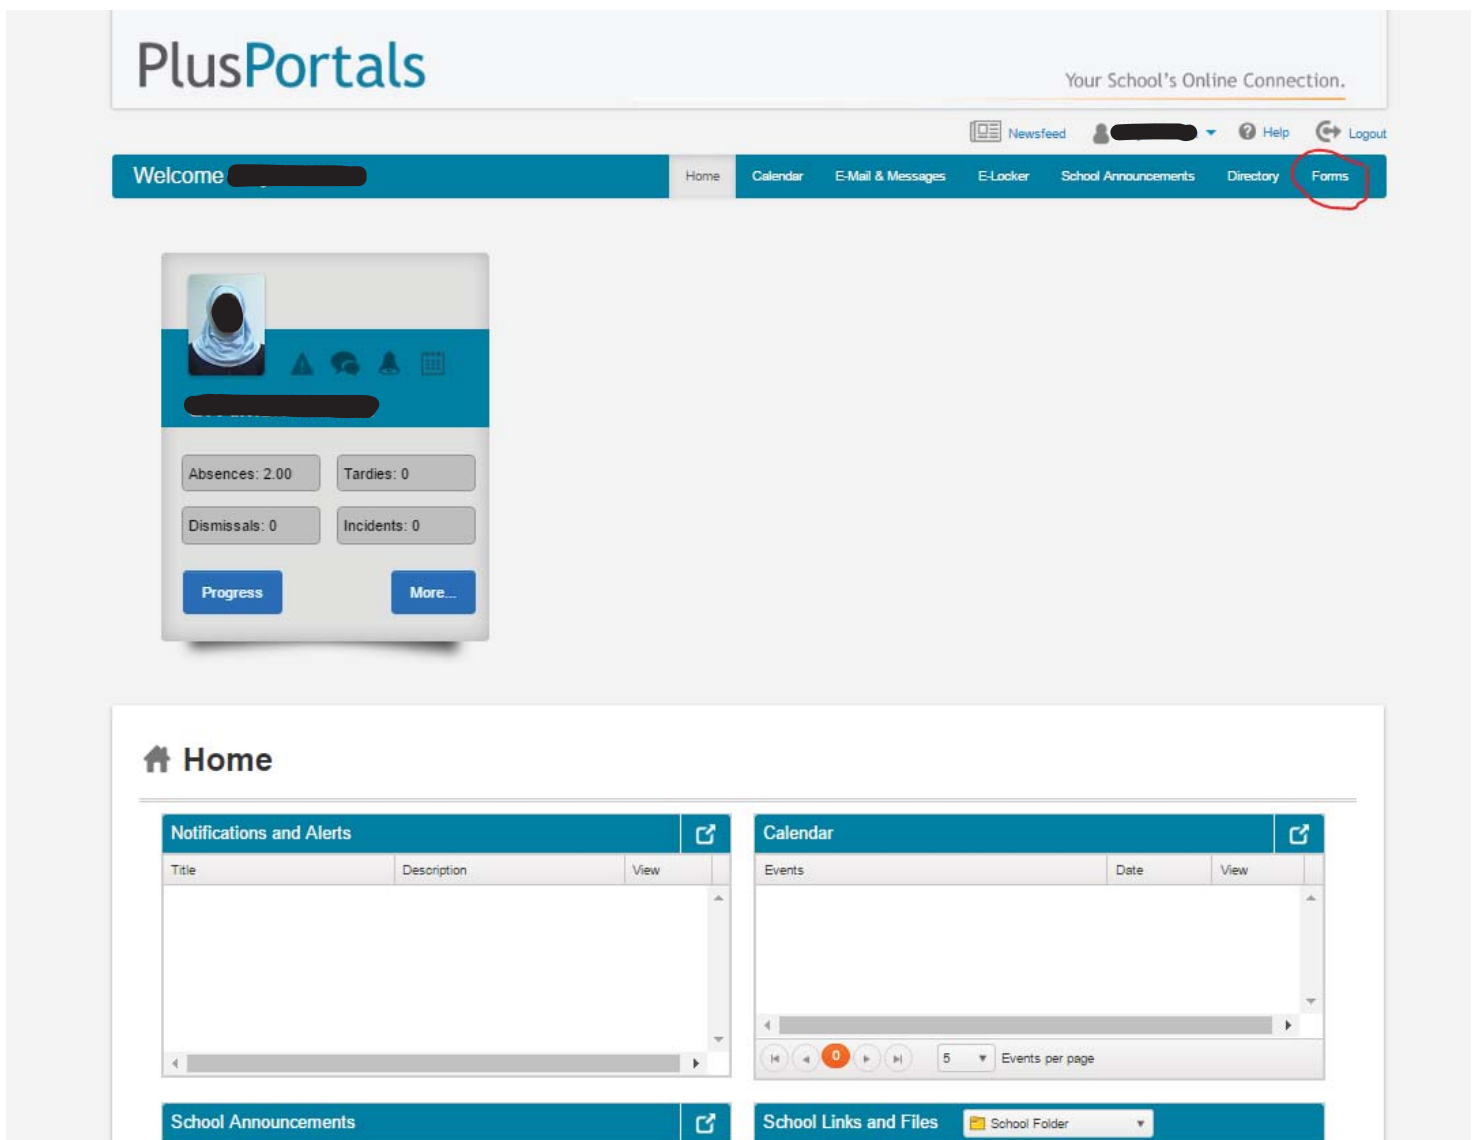 PlusPortals
Your School's Online Connection.
Newsfeed Help Logout
Welcome Home Calendar E-Mail & Messages E-Locker School Announcements Directory Forms
Absences: 2.00 Tardies: 0
Dismissals: 0 Incidents: 0
Progress More...
Home
Notifications and Alerts Calendar
Title Description View Events Date View
0 5 Events per page
School Announcements School Links and Files School Folder